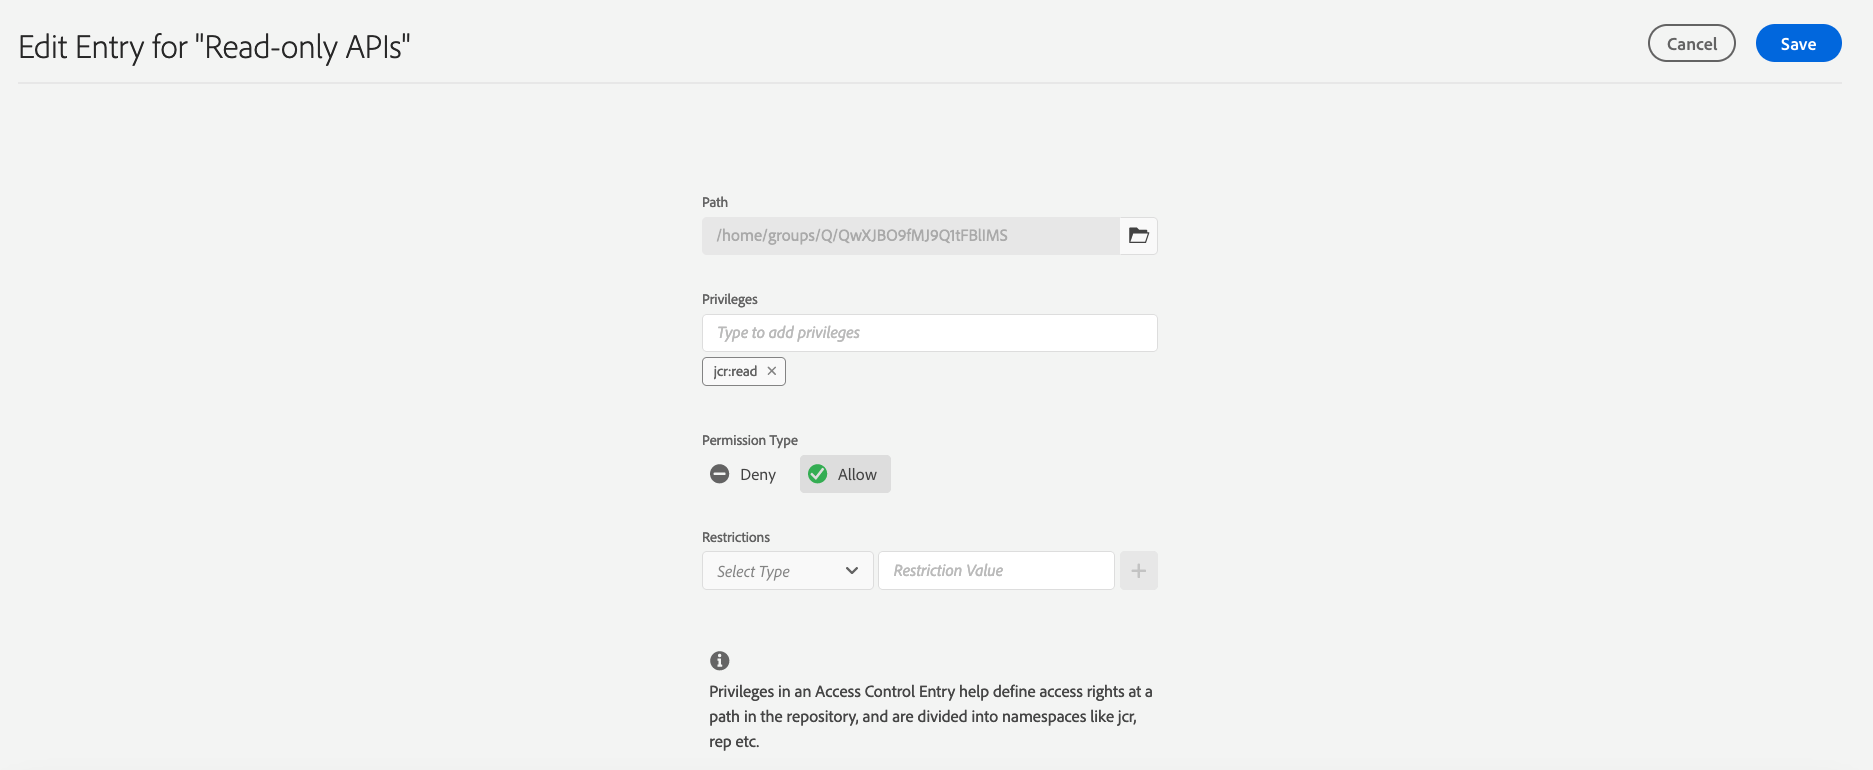 Edit Entry for "Read-only APIs"
Cancel
Save
Path
/home/groups/Q/QwXJBO9fMJ9Q1tFBlIMS
Privileges
Type to add privileges
jcr:read
Permission Type
Deny
Allow
Restrictions
Select Type
Restriction Value
Privileges in an Access Control Entry help define access rights at a
path in the repository, and are divided into namespaces like jcr,
rep etc.